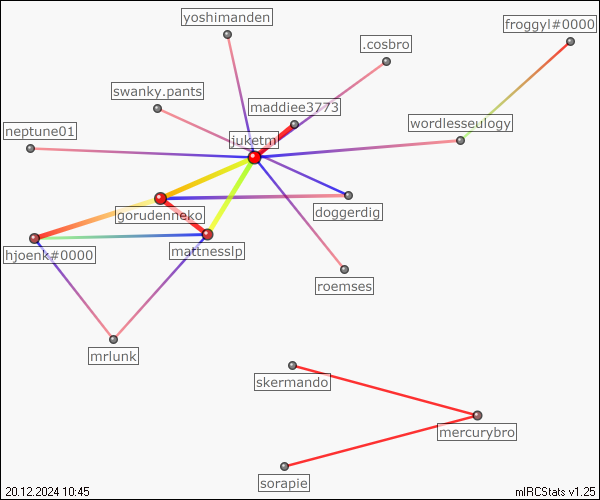 yoshimanden
froggyl#0000
.cosbro
swanky.pants
maddiee3773
neptune01
wordlesseulogy
juketm
gorudenneko
doggerdig
mattnesslp
hjoenk#0000
roemses
mrlunk
skermando
mercurybro
sorapie
20.12.2024 10:45
mIRCStats v1.25